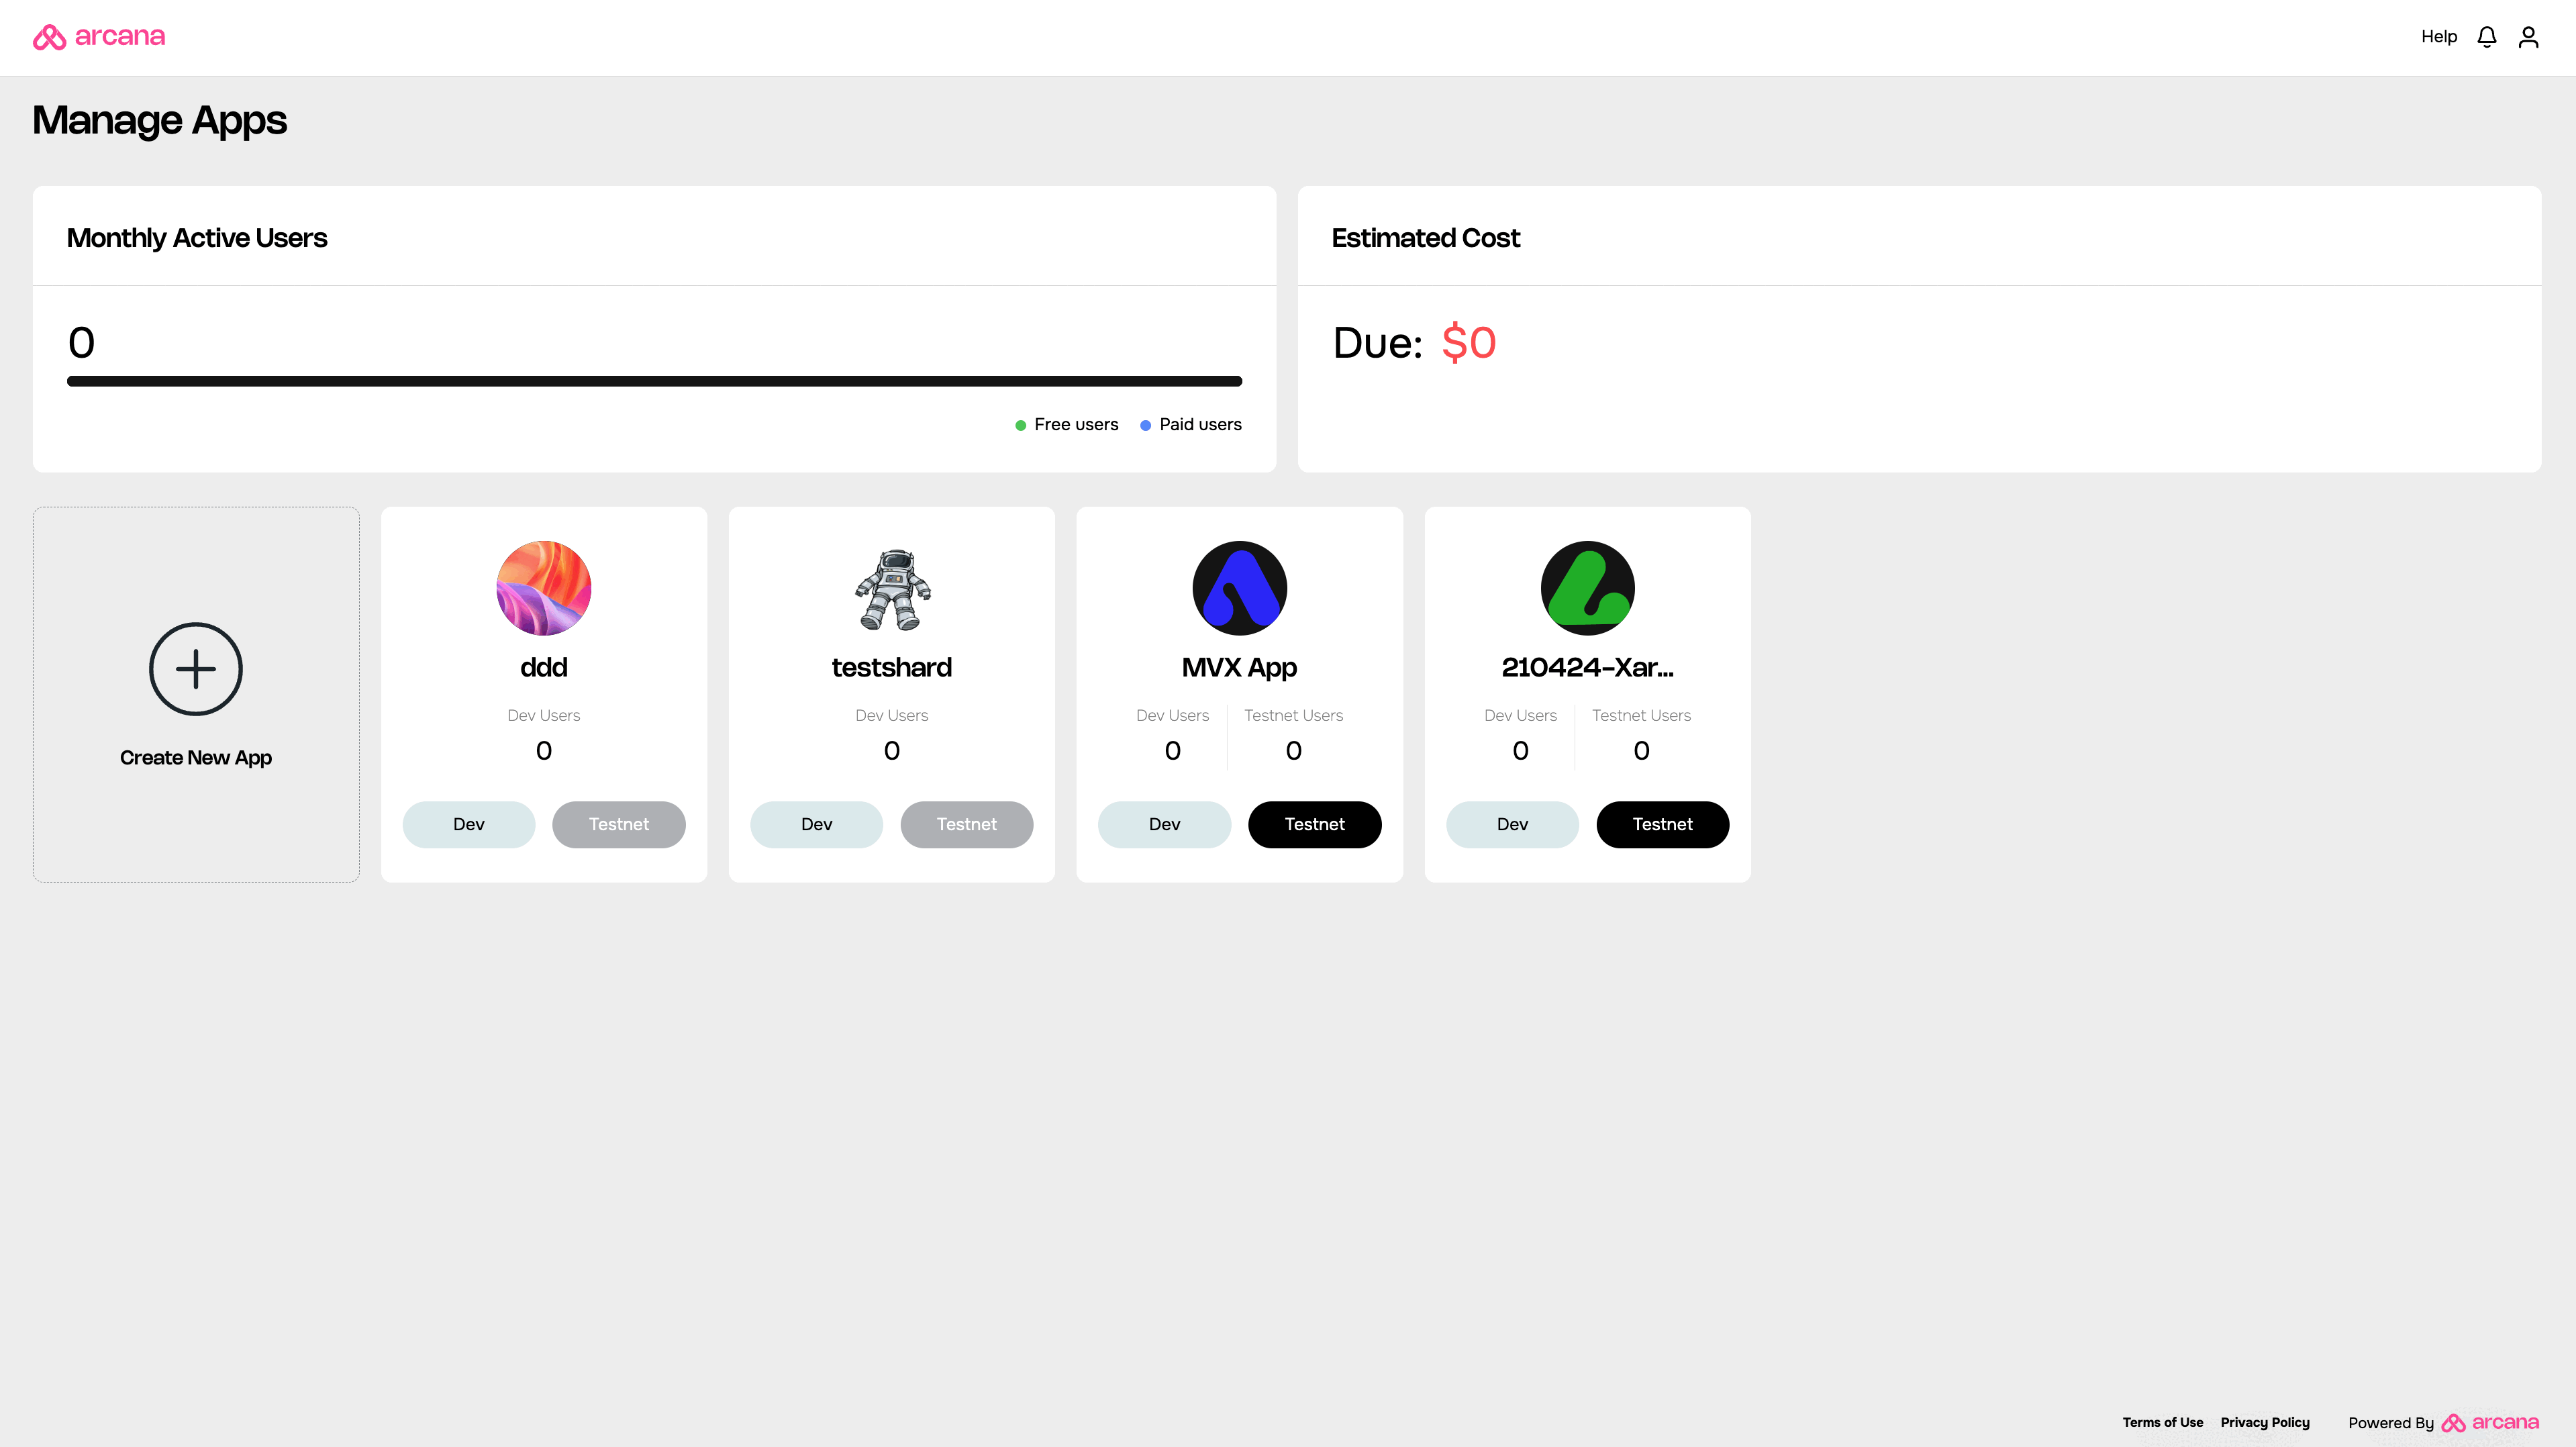 arcana
Help
Manage Apps
Monthly Active Users
0
Free users
Paid users
Estimated Cost
Due: $0
Create New App
ddd
Dev Users
0
Dev
Testnet
testshard
Dev Users
0
Dev
Testnet
MVX App
Dev Users
0
Testnet Users
0
Dev
Testnet
210424-Xar...
Dev Users
0
Testnet Users
0
Dev
Testnet
Terms of Use
Privacy Policy
Powered By arcana